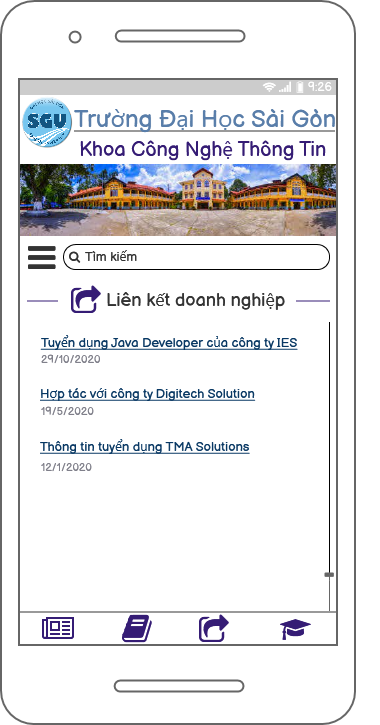 9:26
SGU
Trường Đại Học Sài Gòn
Khoa Công Nghệ Thông Tin
Tìm kiếm
Liên kết doanh nghiệp
Tuyển dụng Java Developer của công ty IES
29/10/2020
Hợp tác với công ty Digitech Solution
19/5/2020
Thông tin tuyển dụng TMA Solutions
12/1/2020